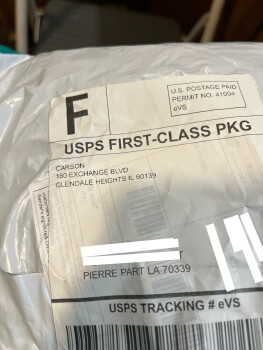 F
U.S. POSTAGE PAID
PERMIT NO. 41004
eVS
USPS FIRST-CLASS PKG
CARSON
180 EXCHANGE BLVD
GLENDALE HEIGHTS IL 60139
PIERRE PART LA 70339
USPS TRACKING # eVS